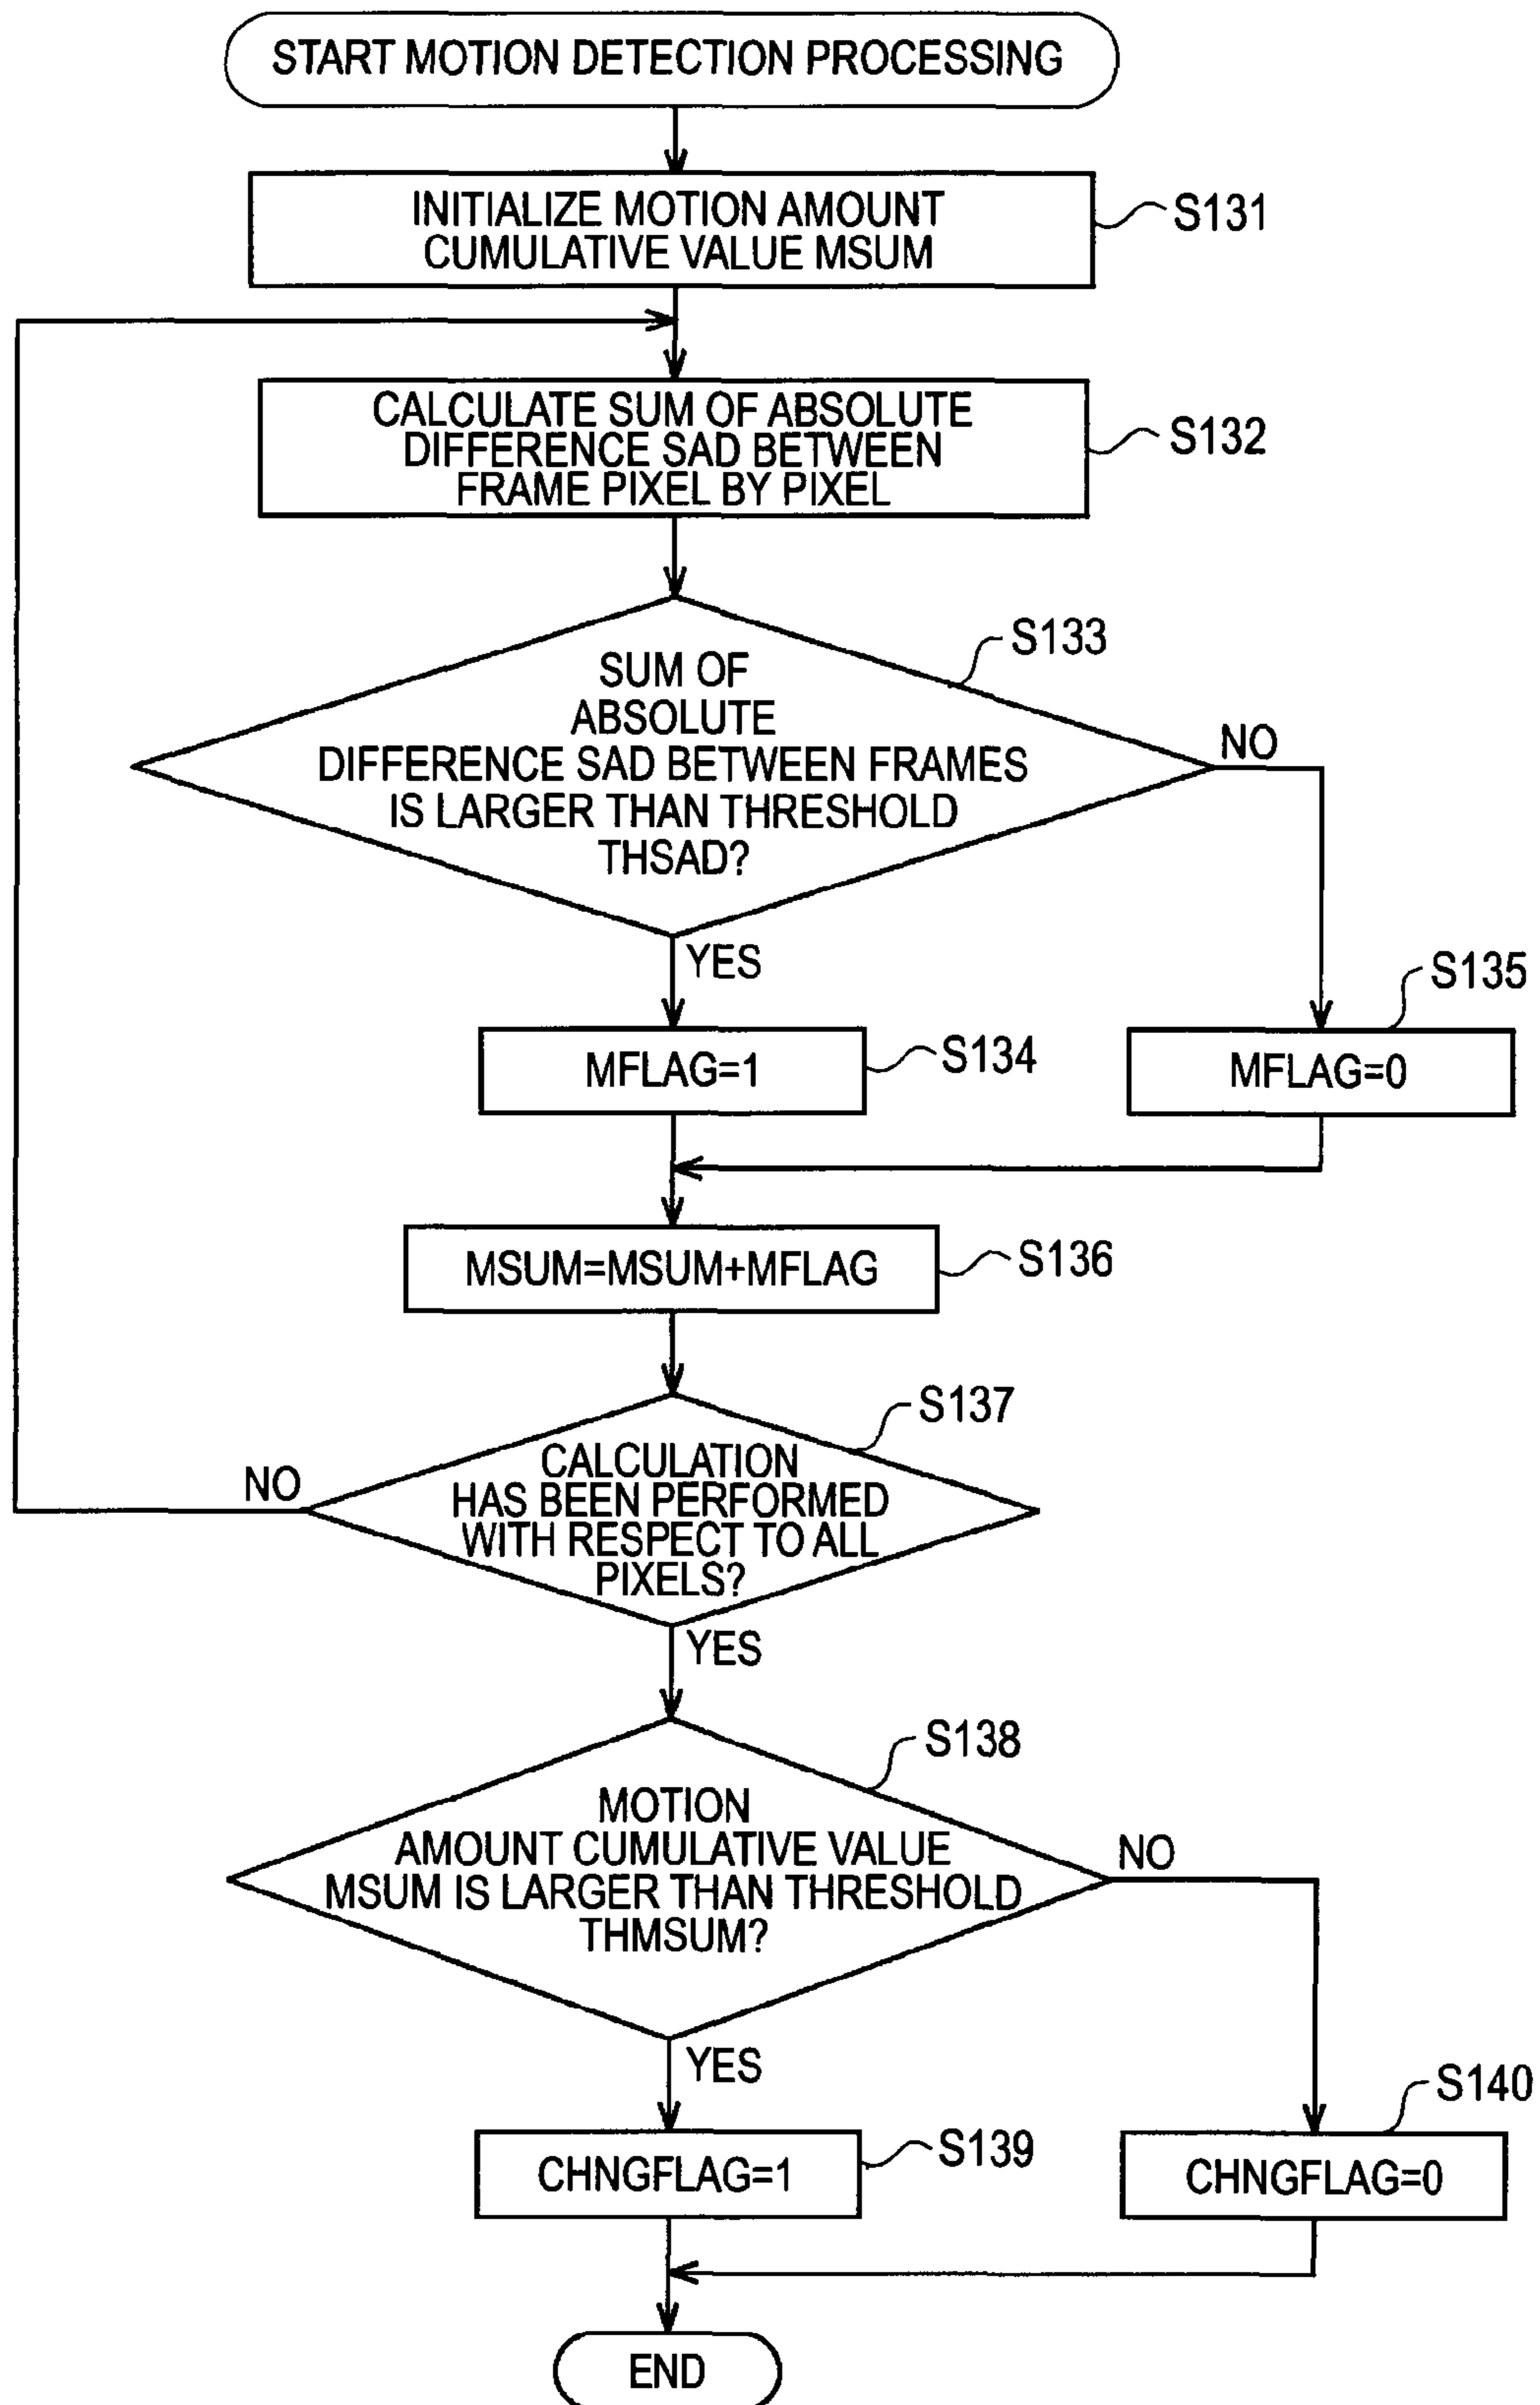 START MOTION DETECTION PROCESSING
INITIALIZE MOTION AMOUNT
CUMULATIVE VALUE MSUM
S131
CALCULATE SUM OF ABSOLUTE
DIFFERENCE SAD BETWEEN
FRAME PIXEL BY PIXEL
S132
S133
SUM OF
ABSOLUTE
DIFFERENCE SAD BETWEEN FRAMES
IS LARGER THAN THRESHOLD
THSAD?
NO
YES
S134
MFLAG=1
S135
MFLAG=0
MSUM=MSUM+MFLAG
S136
S137
CALCULATION
HAS BEEN PERFORMED
WITH RESPECT TO ALL
PIXELS?
NO
YES
S138
MOTION
AMOUNT CUMULATIVE VALUE
MSUM IS LARGER THAN THRESHOLD
THMSUM?
NO
YES
S139
CHNGFLAG=1
S140
CHNGFLAG=0
END